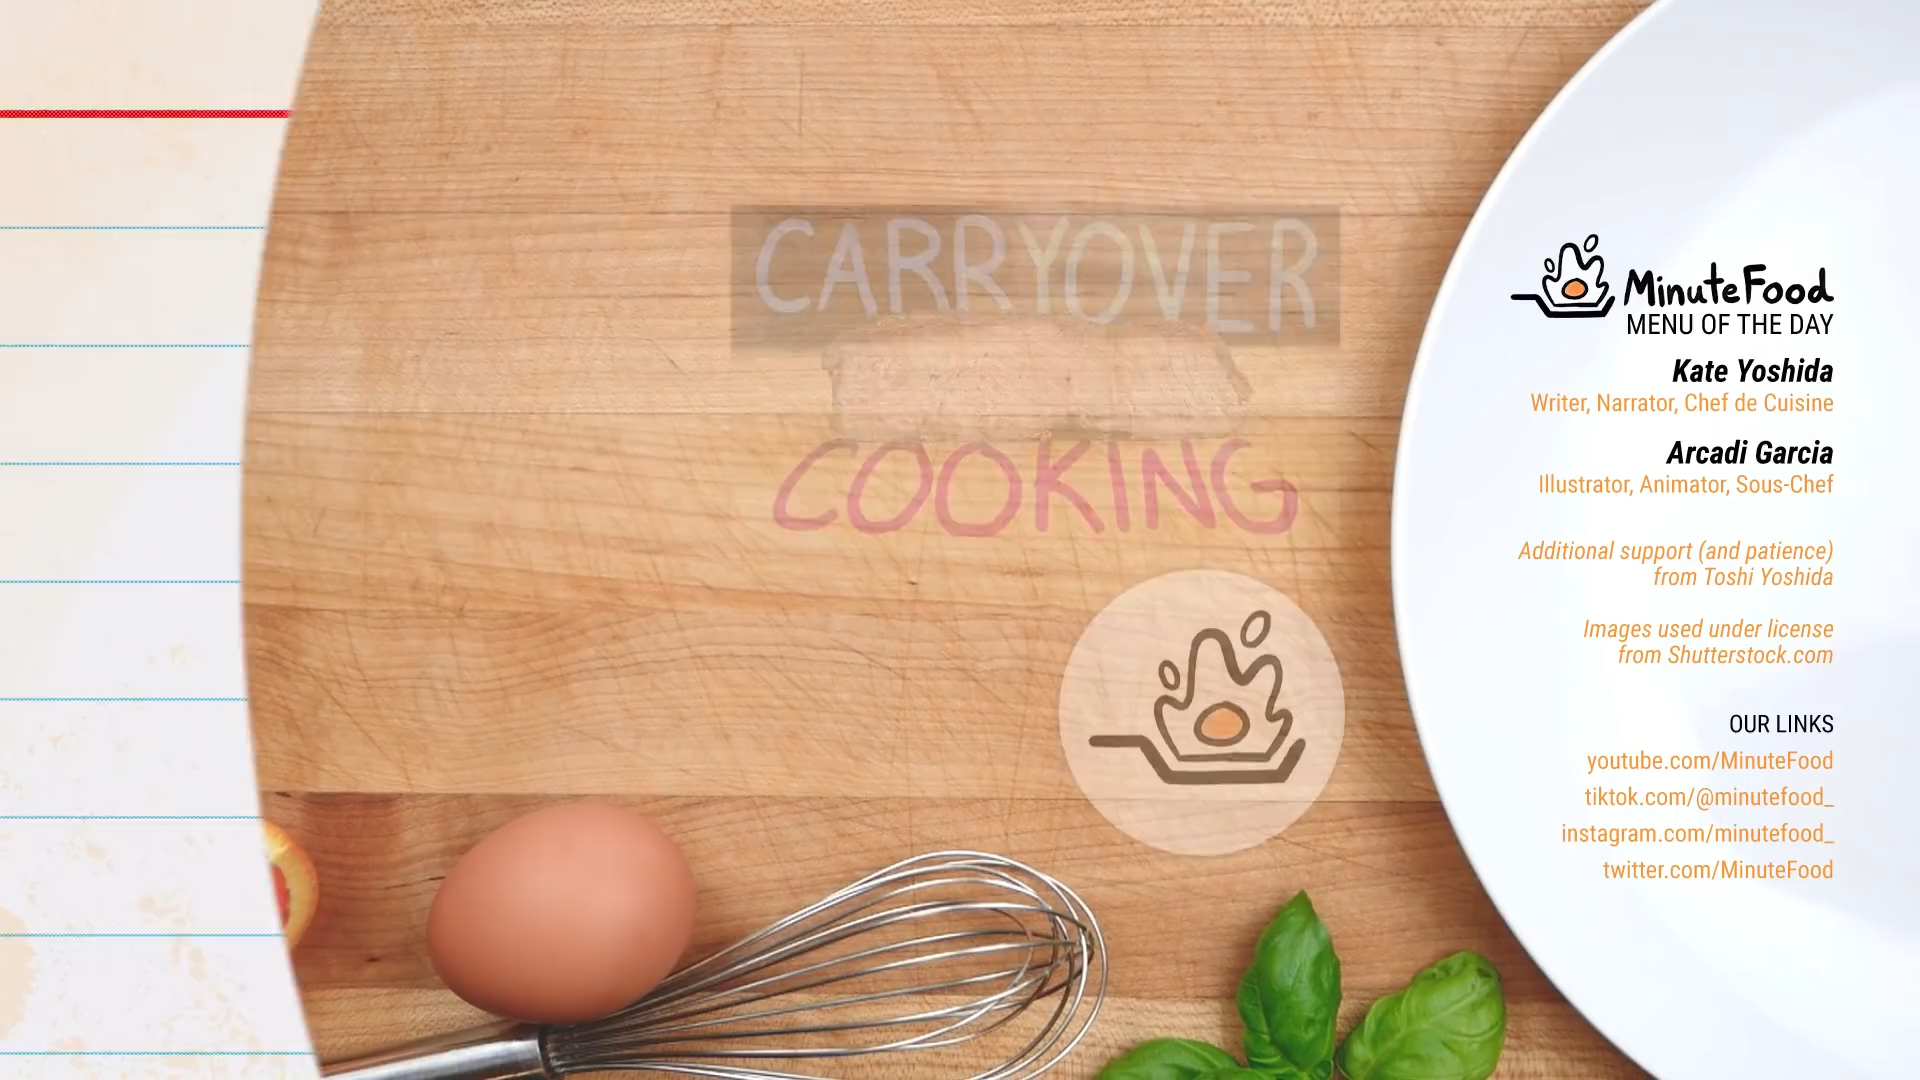 CARRYOVER
COOKING
MinuteFood
MENU OF THE DAY
Kate Yoshida
Writer, Narrator, Chef de Cuisine
Arcadi Garcia
Illustrator, Animator, Sous-Chef
Additional support (and patience)
from Toshi Yoshida
Images used under license
from Shutterstock.com
OUR LINKS
youtube.com/MinuteFood
tiktok.com/@minutefood_
instagram.com/minutefood_
twitter.com/MinuteFood